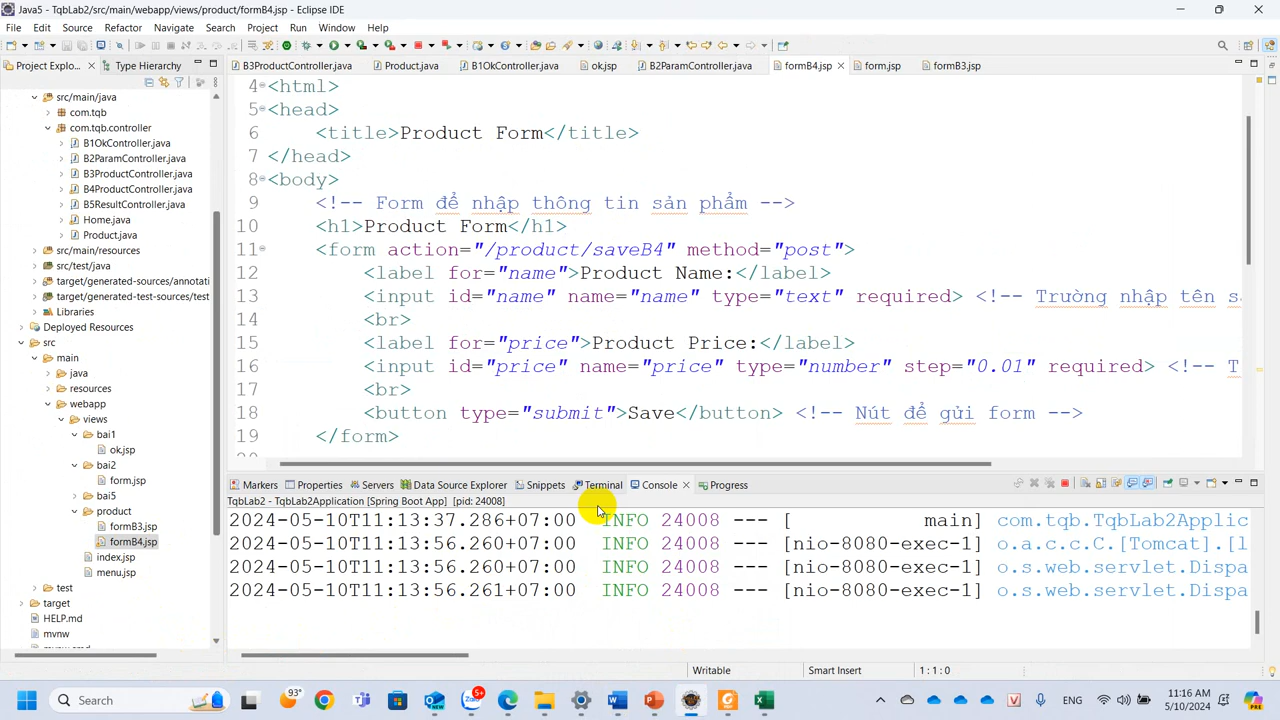 Java5 - TqbLab2/src/main/webapp/views/product/formB4.jsp - Eclipse IDE
File Edit Source Refactor Navigate Search Project Run Window Help
Project Explo... Type Hierarchy
B3ProductController.java Product.java B1OkController.java ok.jsp B2ParamController.java formB4.jsp form.jsp formB3.jsp
src/main/java
com.tqb
com.tqb.controller
B1OkController.java
B2ParamController.java
B3ProductController.java
B4ProductController.java
B5ResultController.java
Home.java
Product.java
src/main/resources
src/test/java
target/generated-sources/annotati
target/generated-test-sources/test
Libraries
Deployed Resources
src
main
java
resources
webapp
views
bai1
ok.jsp
bai2
form.jsp
bai5
product
formB3.jsp
formB4.jsp
index.jsp
menu.jsp
test
target
HELP.md
mvnw
4 <html>
5 <head>
6 <title>Product Form</title>
7 </head>
8 <body>
9 <!-- Form để nhập thông tin sản phẩm -->
10 <h1>Product Form</h1>
11 <form action="/product/saveB4" method="post">
12 <label for="name">Product Name:</label>
13 <input id="name" name="name" type="text" required> <!-- Trường nhập tên s
14 <br>
15 <label for="price">Product Price:</label>
16 <input id="price" name="price" type="number" step="0.01" required> <!-- T
17 <br>
18 <button type="submit">Save</button> <!-- Nút để gửi form -->
19 </form>
Markers Properties Servers Data Source Explorer Snippets Terminal Console Progress
TqbLab2 - TqbLab2Application [Spring Boot App] [pid: 24008]
2024-05-10T11:13:37.286+07:00 INFO 24008 --- [ main] com.tqb.TqbLab2Applic
2024-05-10T11:13:56.260+07:00 INFO 24008 --- [nio-8080-exec-1] o.a.c.c.C.[Tomcat].[l
2024-05-10T11:13:56.260+07:00 INFO 24008 --- [nio-8080-exec-1] o.s.web.servlet.Dispa
2024-05-10T11:13:56.261+07:00 INFO 24008 --- [nio-8080-exec-1] o.s.web.servlet.Dispa
Writable Smart Insert 1 : 1 : 0
Search 93° 5+ ENG 11:16 AM
5/10/2024